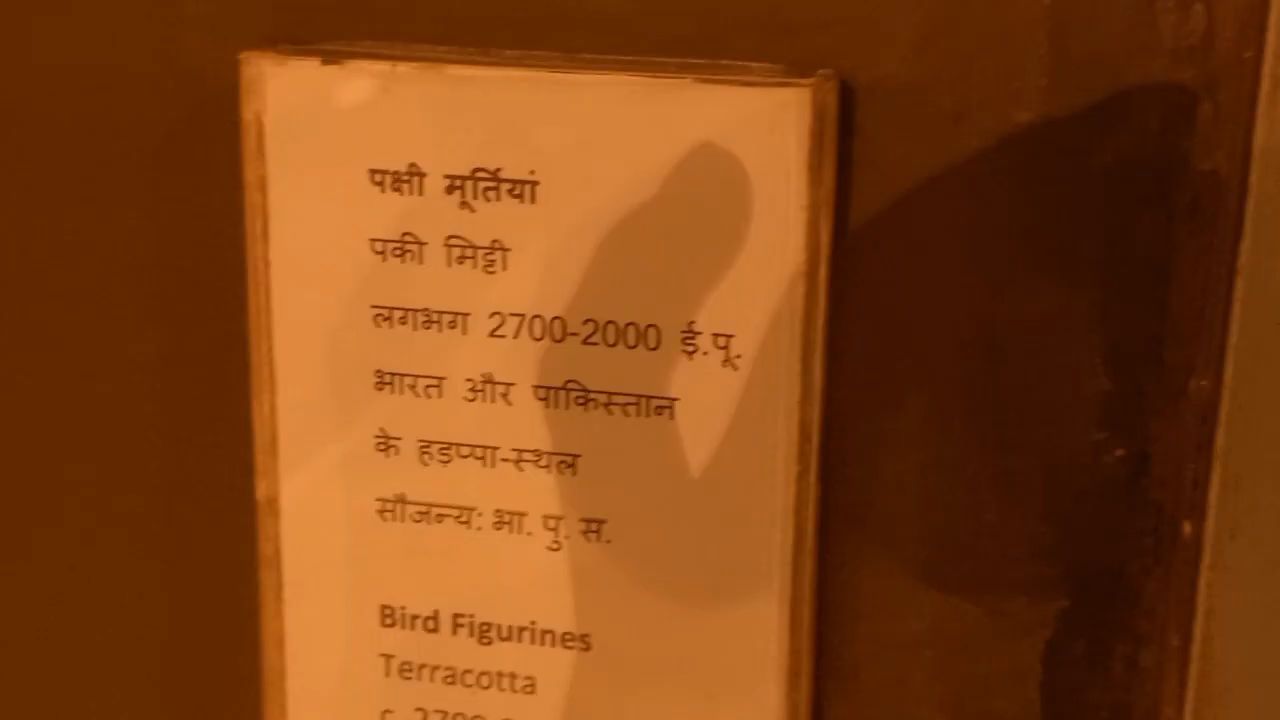 पक्षी मूर्तियां
पकी मिट्टी
लगभग 2700-2000 ई.पू.
भारत और पाकिस्तान
के हड़प्पा-स्थल
सौजन्य: भा. पु. स.
Bird Figurines
Terracotta